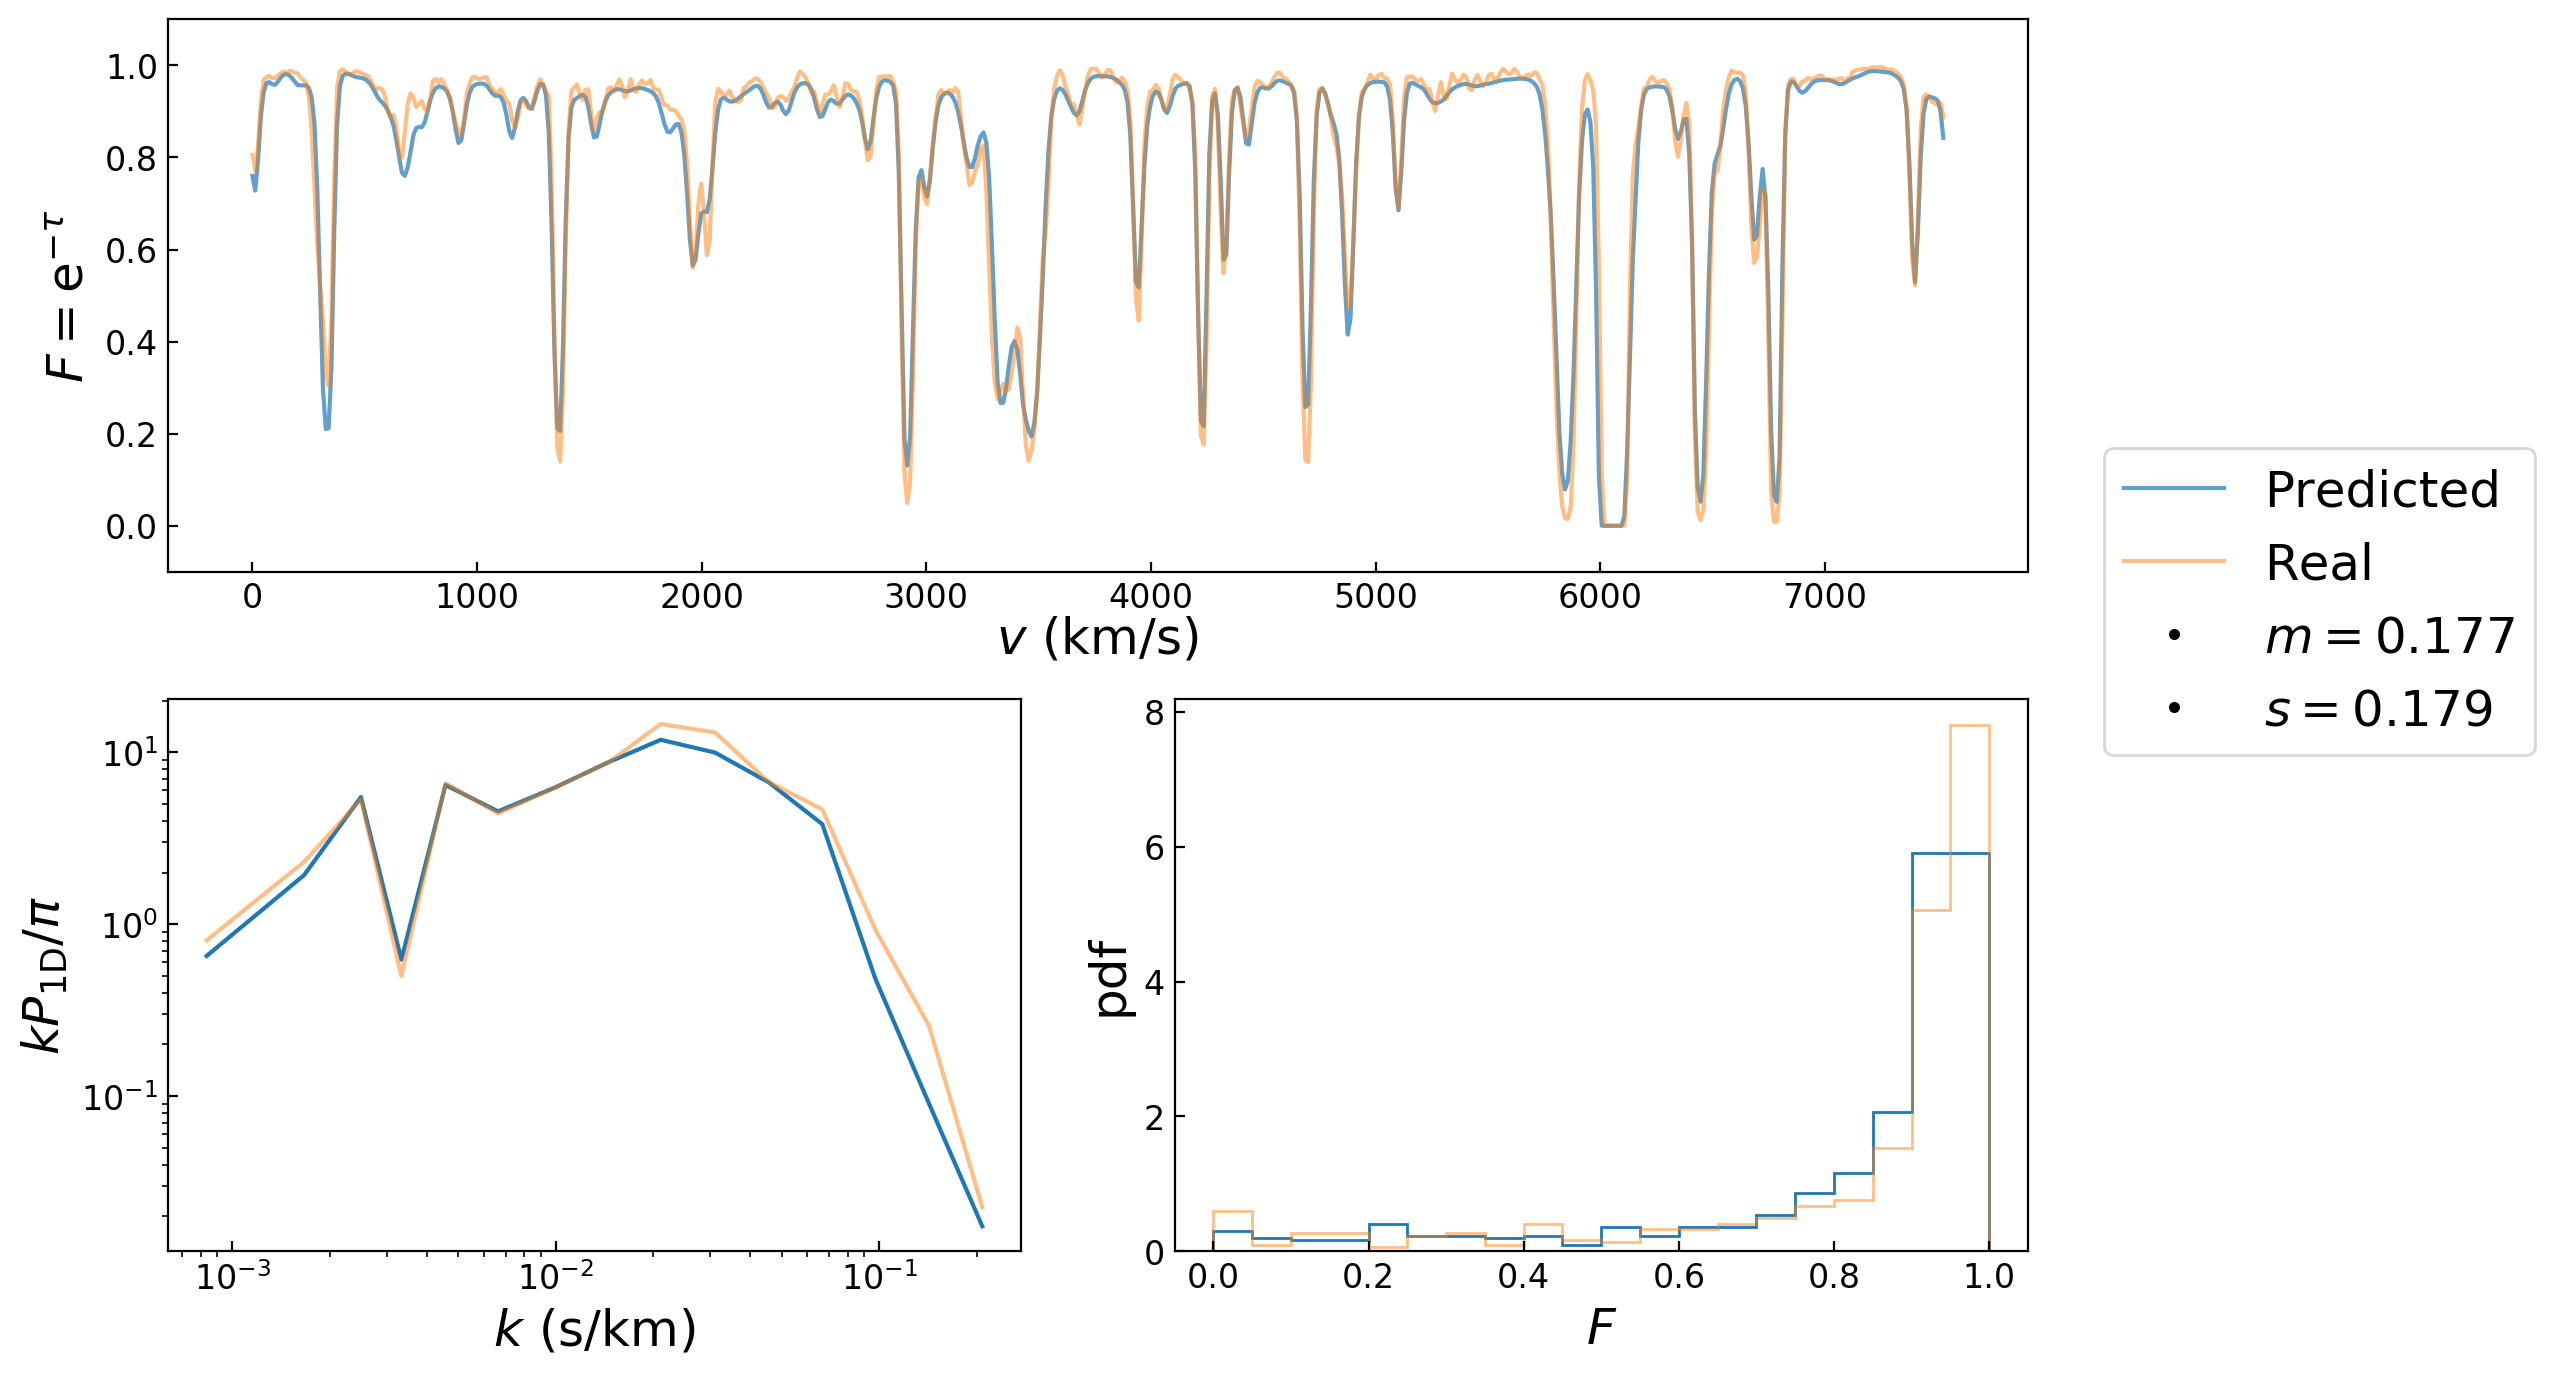 F = e^{−τ}
1.0
0.8
0.6
0.4
0.2
0.0
0 1000 2000 3000 4000 5000 6000 7000
v (km/s)
Predicted
Real
m = 0.177
s = 0.179
kP_{1D}/π
10^1
10^0
10^{−1}
10^{−3} 10^{−2} 10^{−1}
k (s/km)
pdf
8
6
4
2
0
0.0 0.2 0.4 0.6 0.8 1.0
F